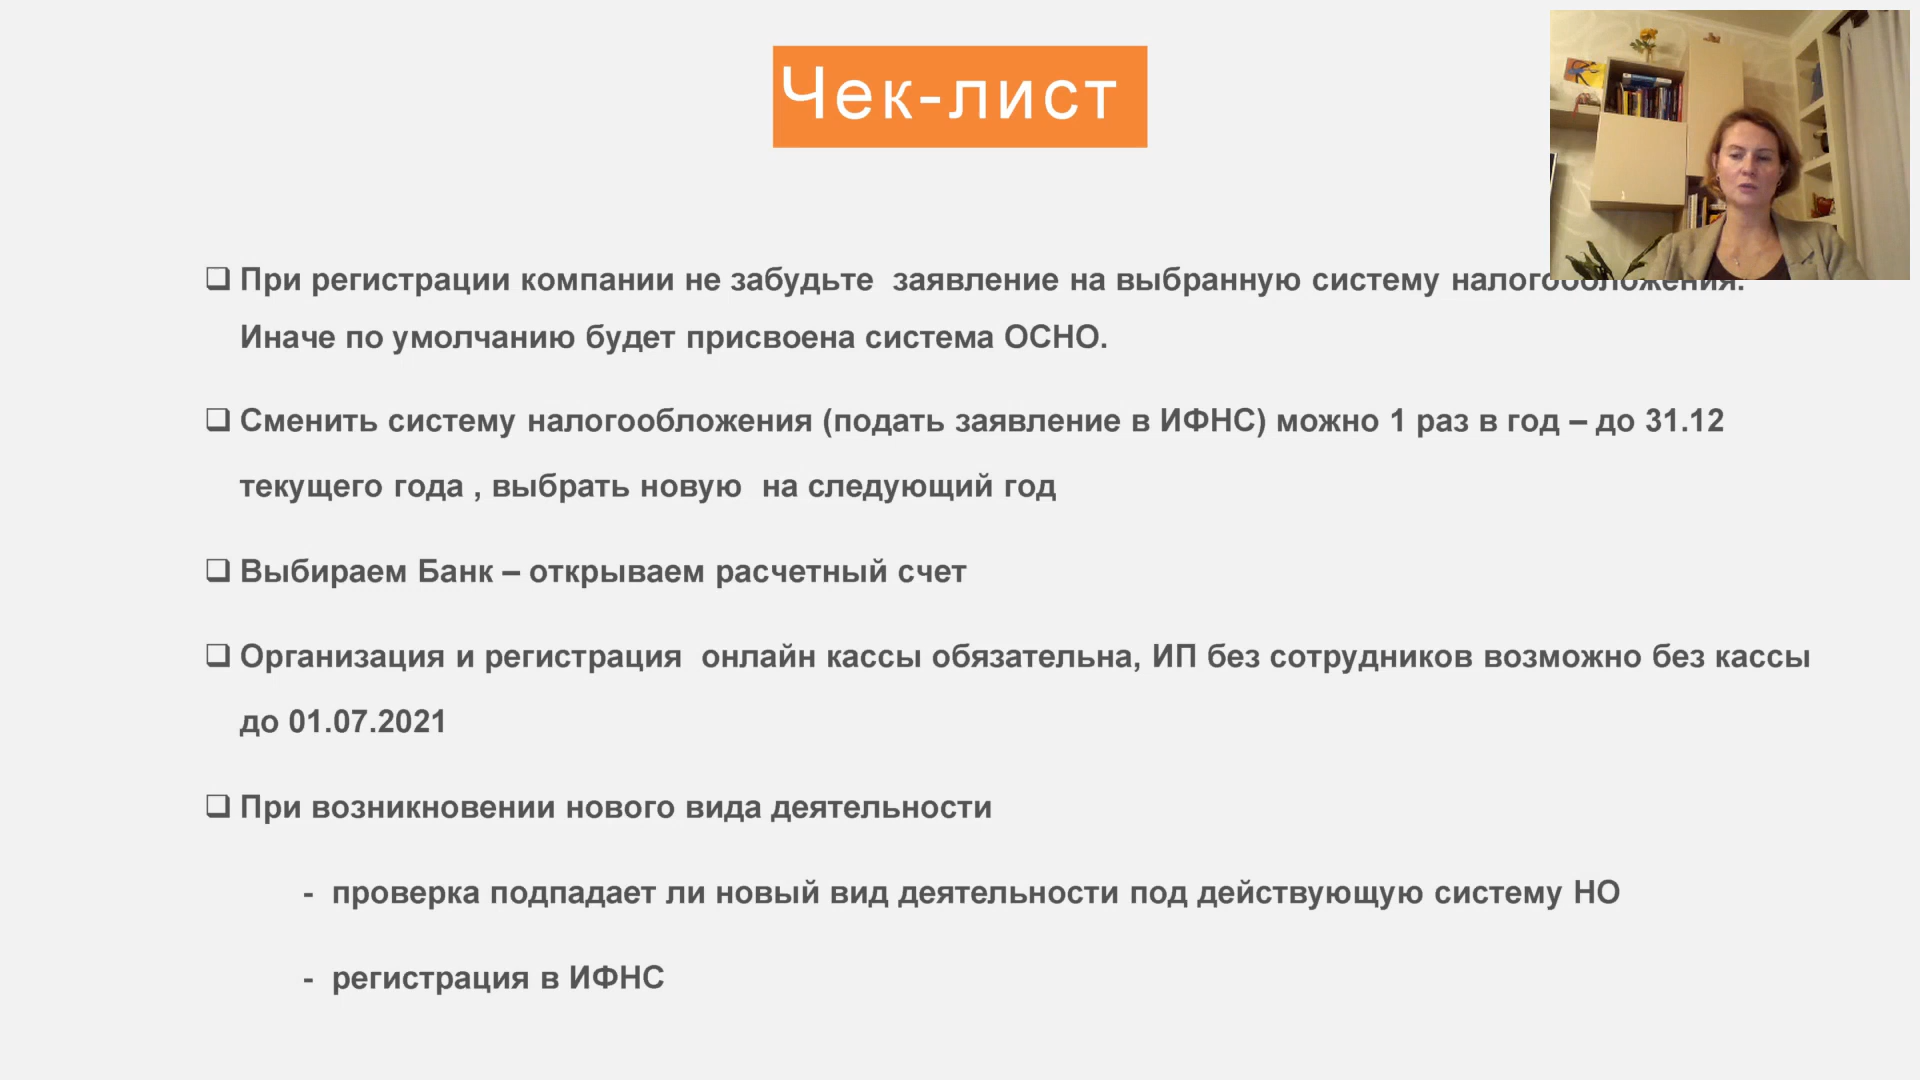 Чек-лист
❑ При регистрации компании не забудьте заявление на выбранную систему налогообложения.
Иначе по умолчанию будет присвоена система ОСНО.
❑ Сменить систему налогообложения (подать заявление в ИФНС) можно 1 раз в год – до 31.12
текущего года , выбрать новую на следующий год
❑ Выбираем Банк – открываем расчетный счет
❑ Организация и регистрация онлайн кассы обязательна, ИП без сотрудников возможно без кассы
до 01.07.2021
❑ При возникновении нового вида деятельности
- проверка подпадает ли новый вид деятельности под действующую систему НО
- регистрация в ИФНС